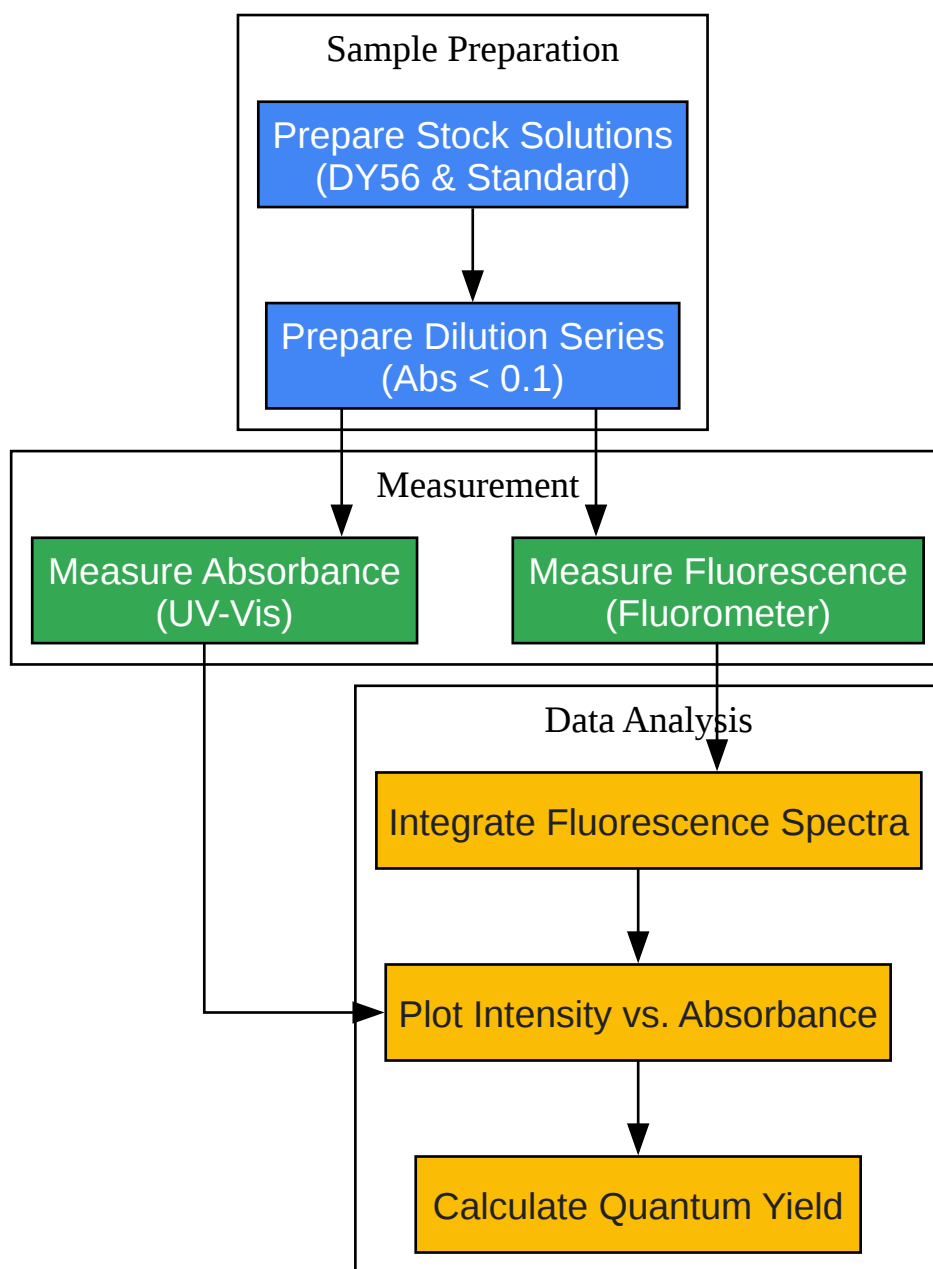 Sample Preparation
Prepare Stock Solutions
(DY56 & Standard)
Prepare Dilution Series
(Abs < 0.1)
Measurement
Measure Absorbance
(UV-Vis)
Measure Fluorescence
(Fluorometer)
Data Analysis
Integrate Fluorescence Spectra
Plot Intensity vs. Absorbance
Calculate Quantum Yield